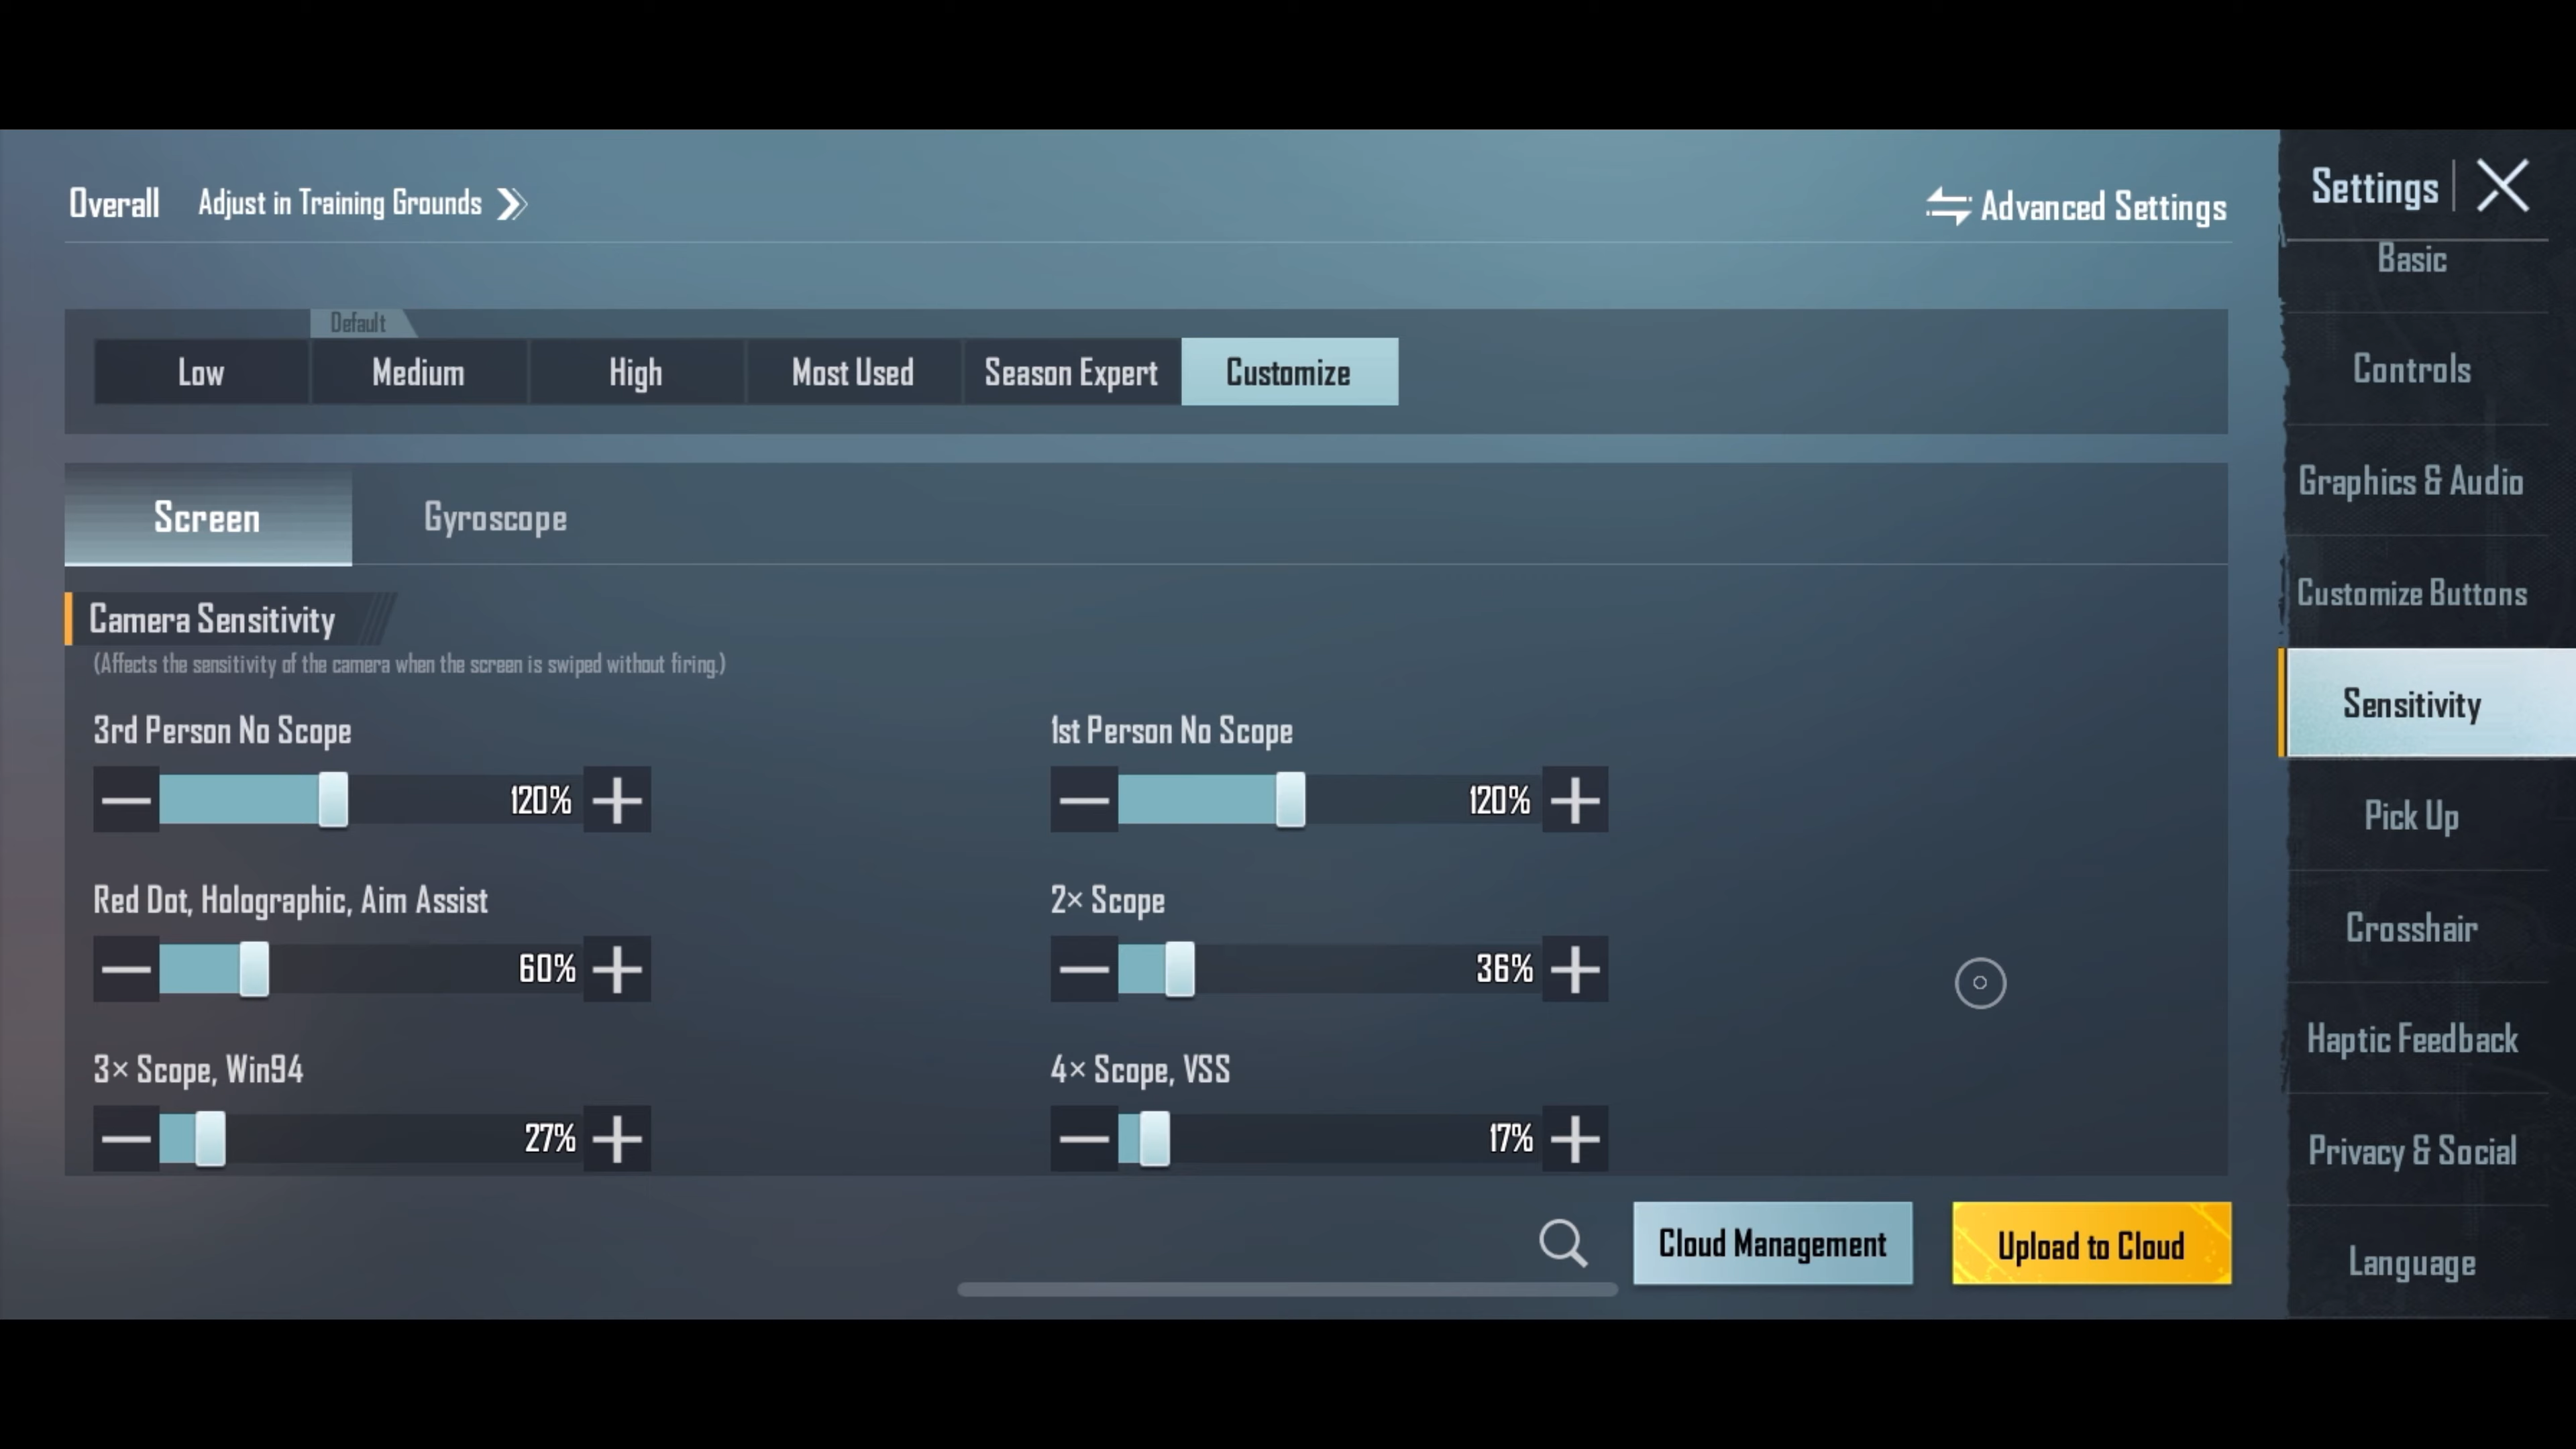 Overall
Adjust in Training Grounds
Advanced Settings
Settings
Basic
Controls
Graphics & Audio
Customize Buttons
Sensitivity
Pick Up
Crosshair
Haptic Feedback
Privacy & Social
Language
Default
Low
Medium
High
Most Used
Season Expert
Customize
Screen
Gyroscope
Camera Sensitivity
(Affects the sensitivity of the camera when the screen is swiped without firing.)
3rd Person No Scope
120%
1st Person No Scope
120%
Red Dot, Holographic, Aim Assist
60%
2× Scope
36%
3× Scope, Win94
27%
4× Scope, VSS
17%
Cloud Management
Upload to Cloud